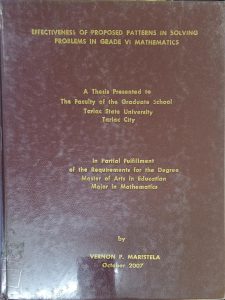 EFFECTIVENESS OF PROPOSED PATTERNS IN SOLVING
PROBLEMS IN GRADE VI MATHEMATICS
A Thesis Presented to
The Faculty of the Graduate School
Tarlac State University
Tarlac City
In Partial Fulfillment
of the Requirements for the Degree
Master of Arts in Education
Major in Mathematics
by
VERNON P. MARISTELA
October 2007